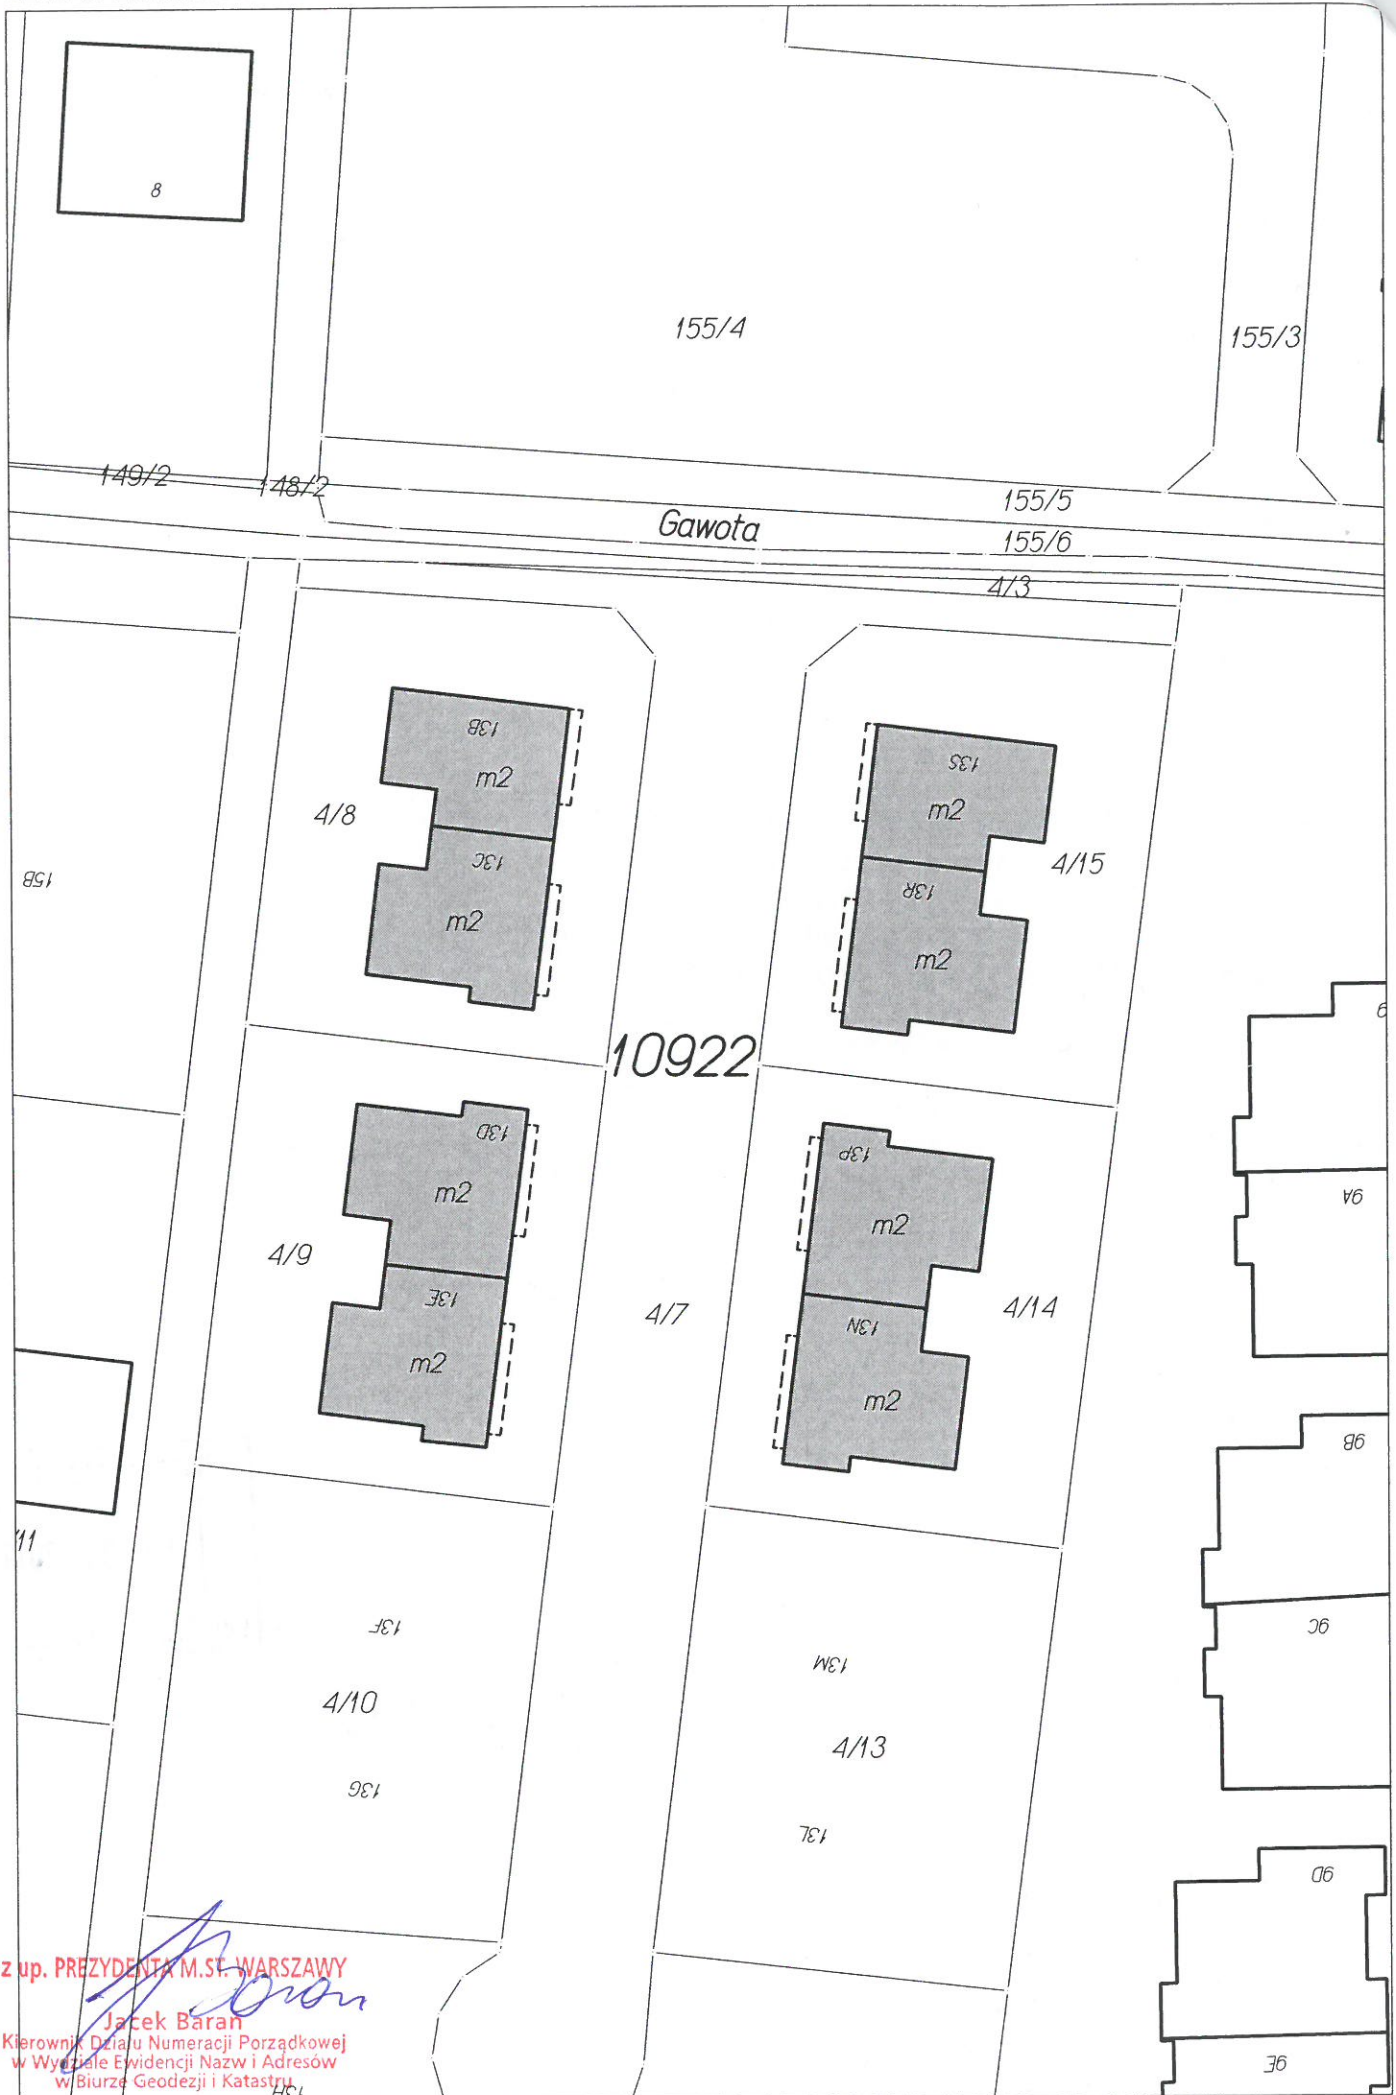 8
155/4
155/3
149/2
148/2
155/5
Gawota
155/6
4/3
13B
m2
13S
m2
4/8
13C
m2
4/15
13R
m2
15B
10922
9
13D
m2
13P
m2
9A
4/9
13E
m2
4/7
4/14
13N
m2
9B
/11
13F
13M
9C
4/10
4/13
13G
13L
9D
z up. PREZYDENTA M.ST. WARSZAWY
Baran
Jacek Baran
Kierownik Działu Numeracji Porządkowej
w Wydziale Ewidencji Nazw i Adresów
w Biurze Geodezji i Katastru
13H
9E